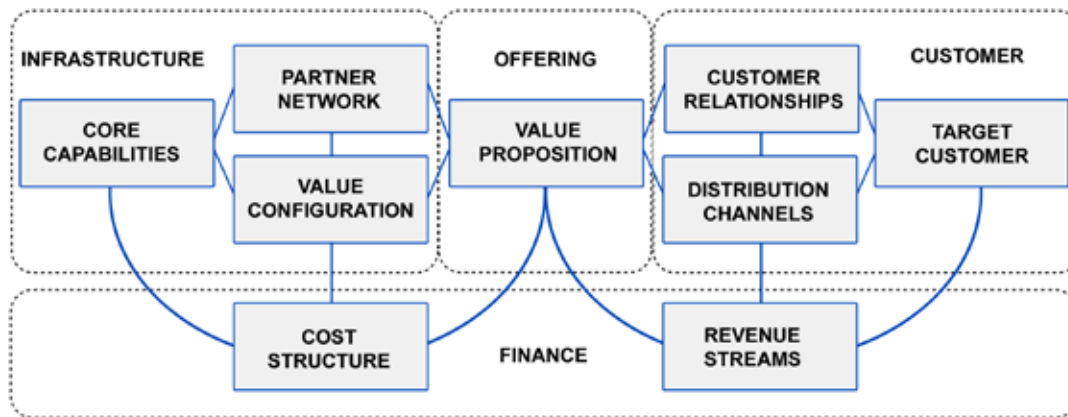 INFRASTRUCTURE
CORE
CAPABILITIES
PARTNER
NETWORK
VALUE
CONFIGURATION
OFFERING
VALUE
PROPOSITION
CUSTOMER
CUSTOMER
RELATIONSHIPS
DISTRIBUTION
CHANNELS
TARGET
CUSTOMER
COST
STRUCTURE
FINANCE
REVENUE
STREAMS